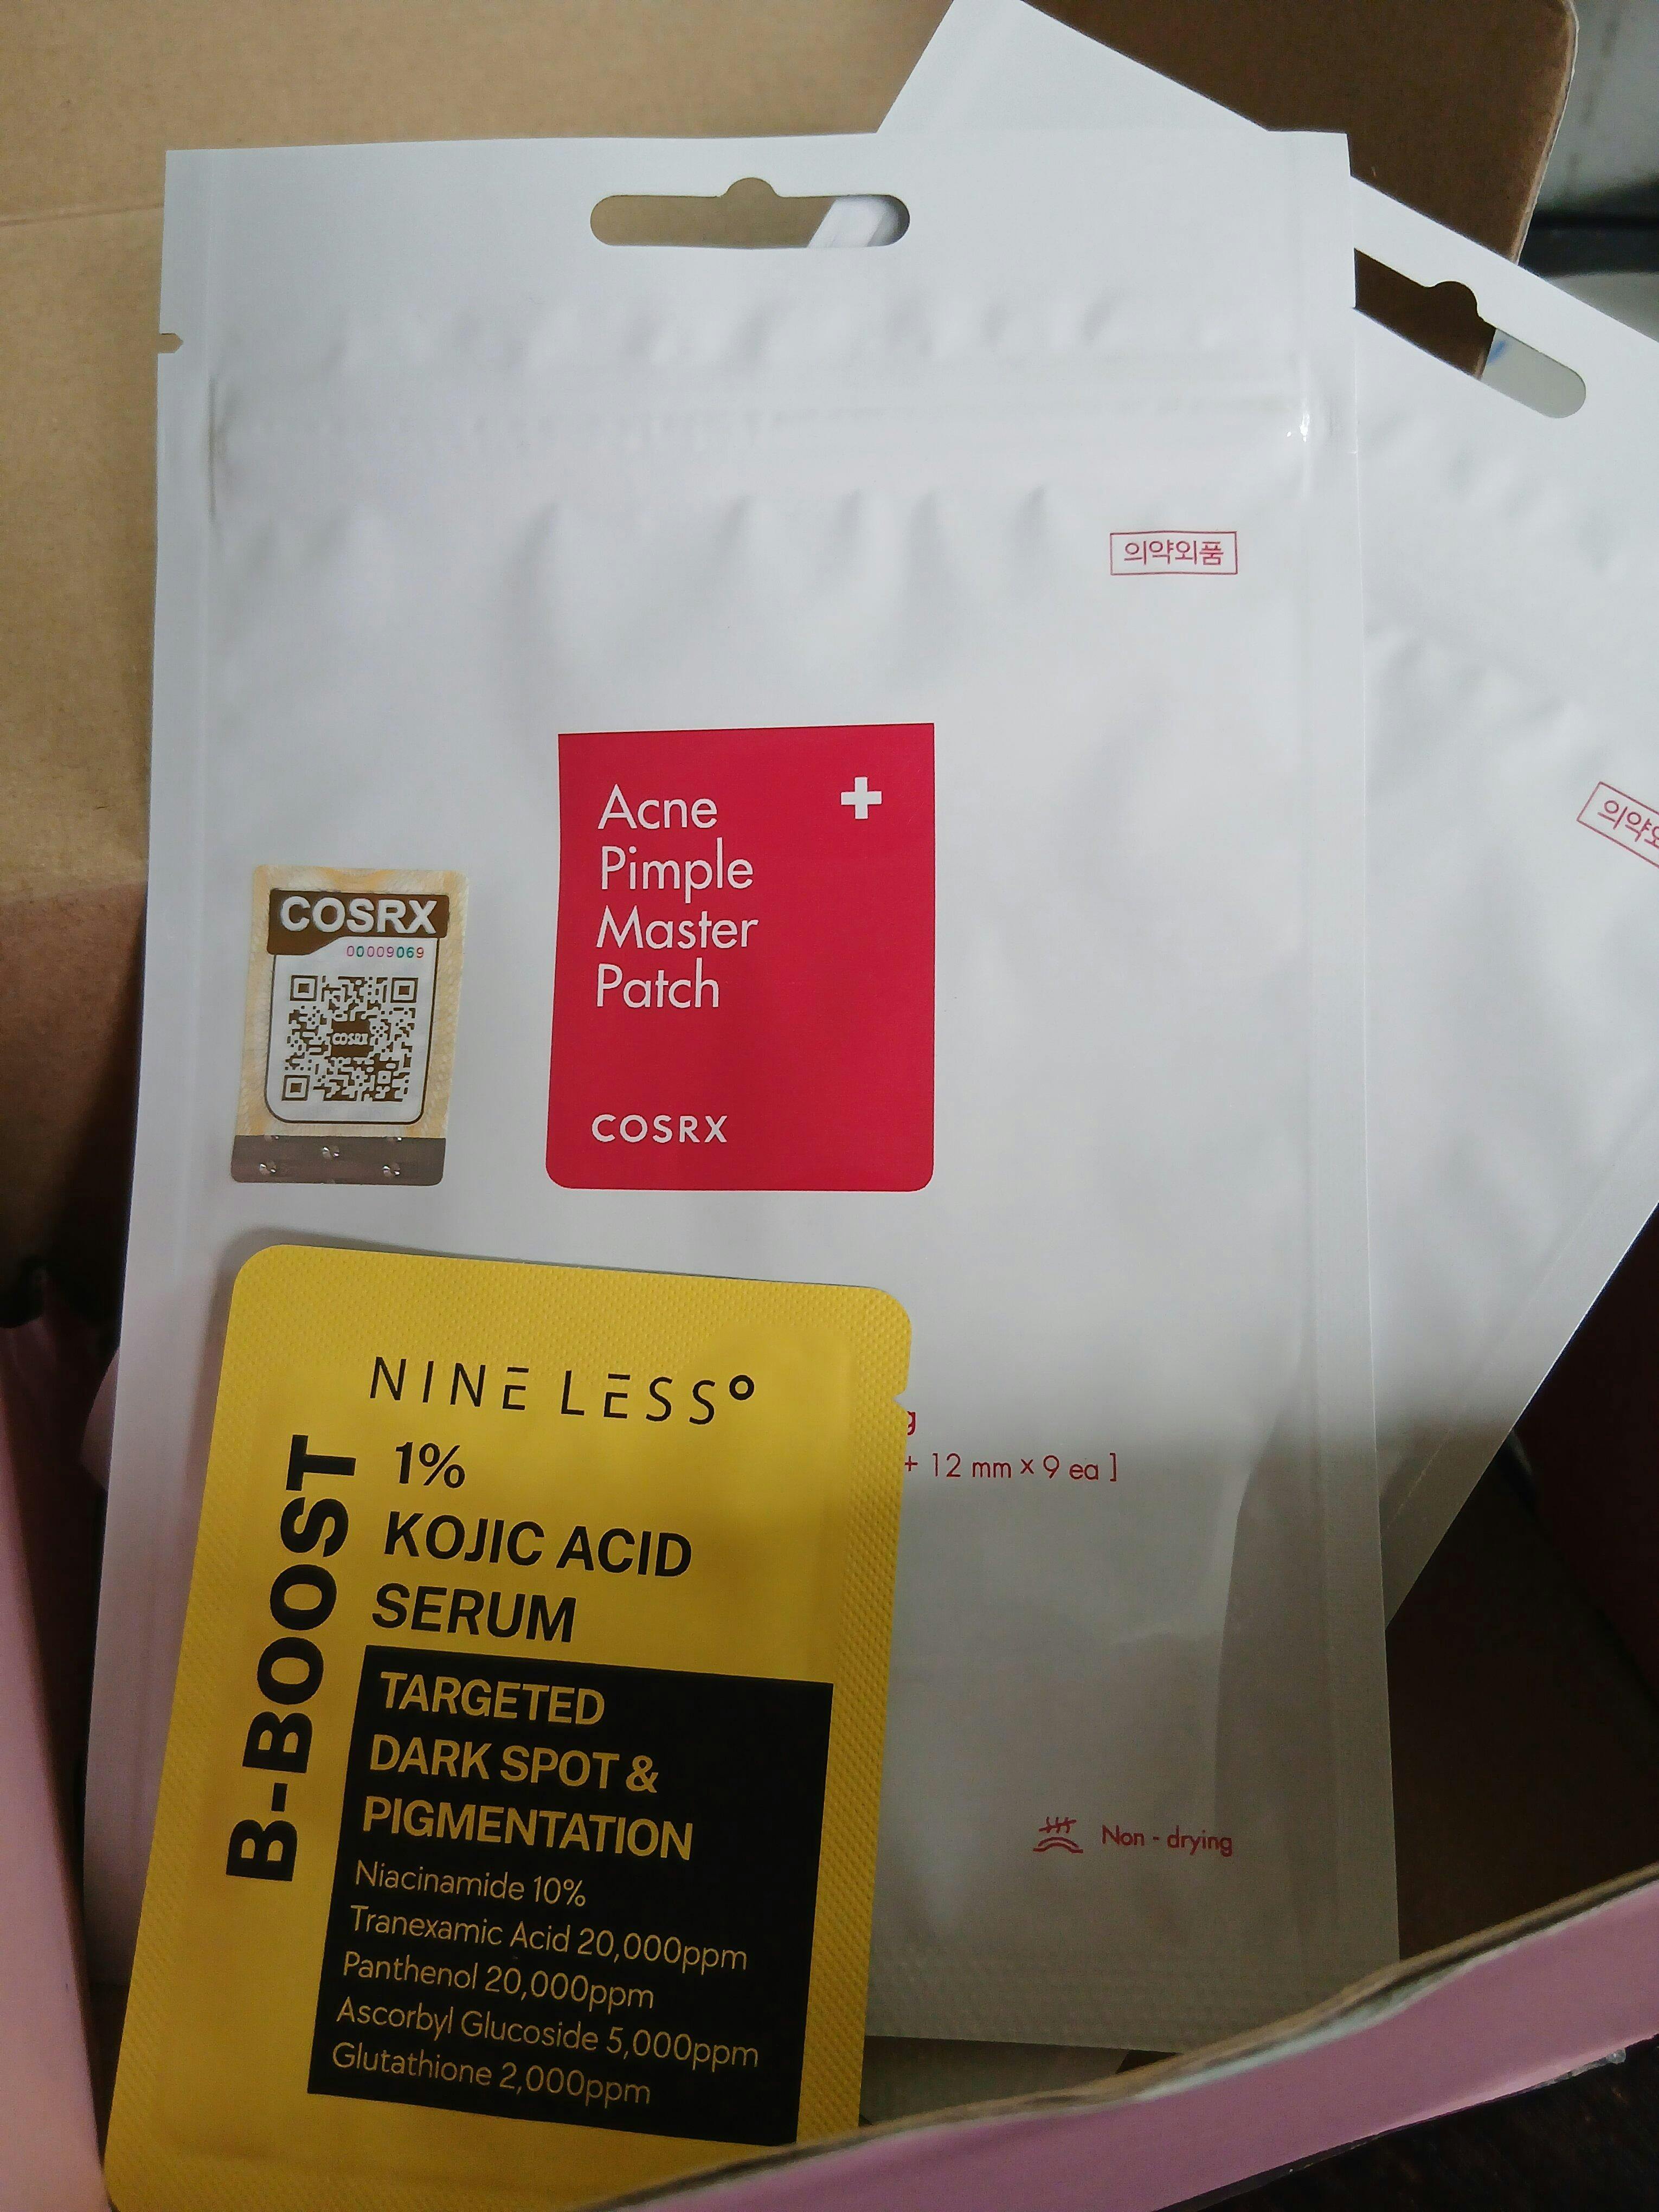 의약외품
Acne
Pimple
Master
Patch
COSRX
COSRX
00009069
COSRX
NINE LESS°
B-BOOST
1%
KOJIC ACID
SERUM
TARGETED
DARK SPOT &
PIGMENTATION
Niacinamide 10%
Tranexamic Acid 20,000ppm
Panthenol 20,000ppm
Ascorbyl Glucoside 5,000ppm
Glutathione 2,000ppm
+ 12 mm × 9 ea ]
Non - drying
의약